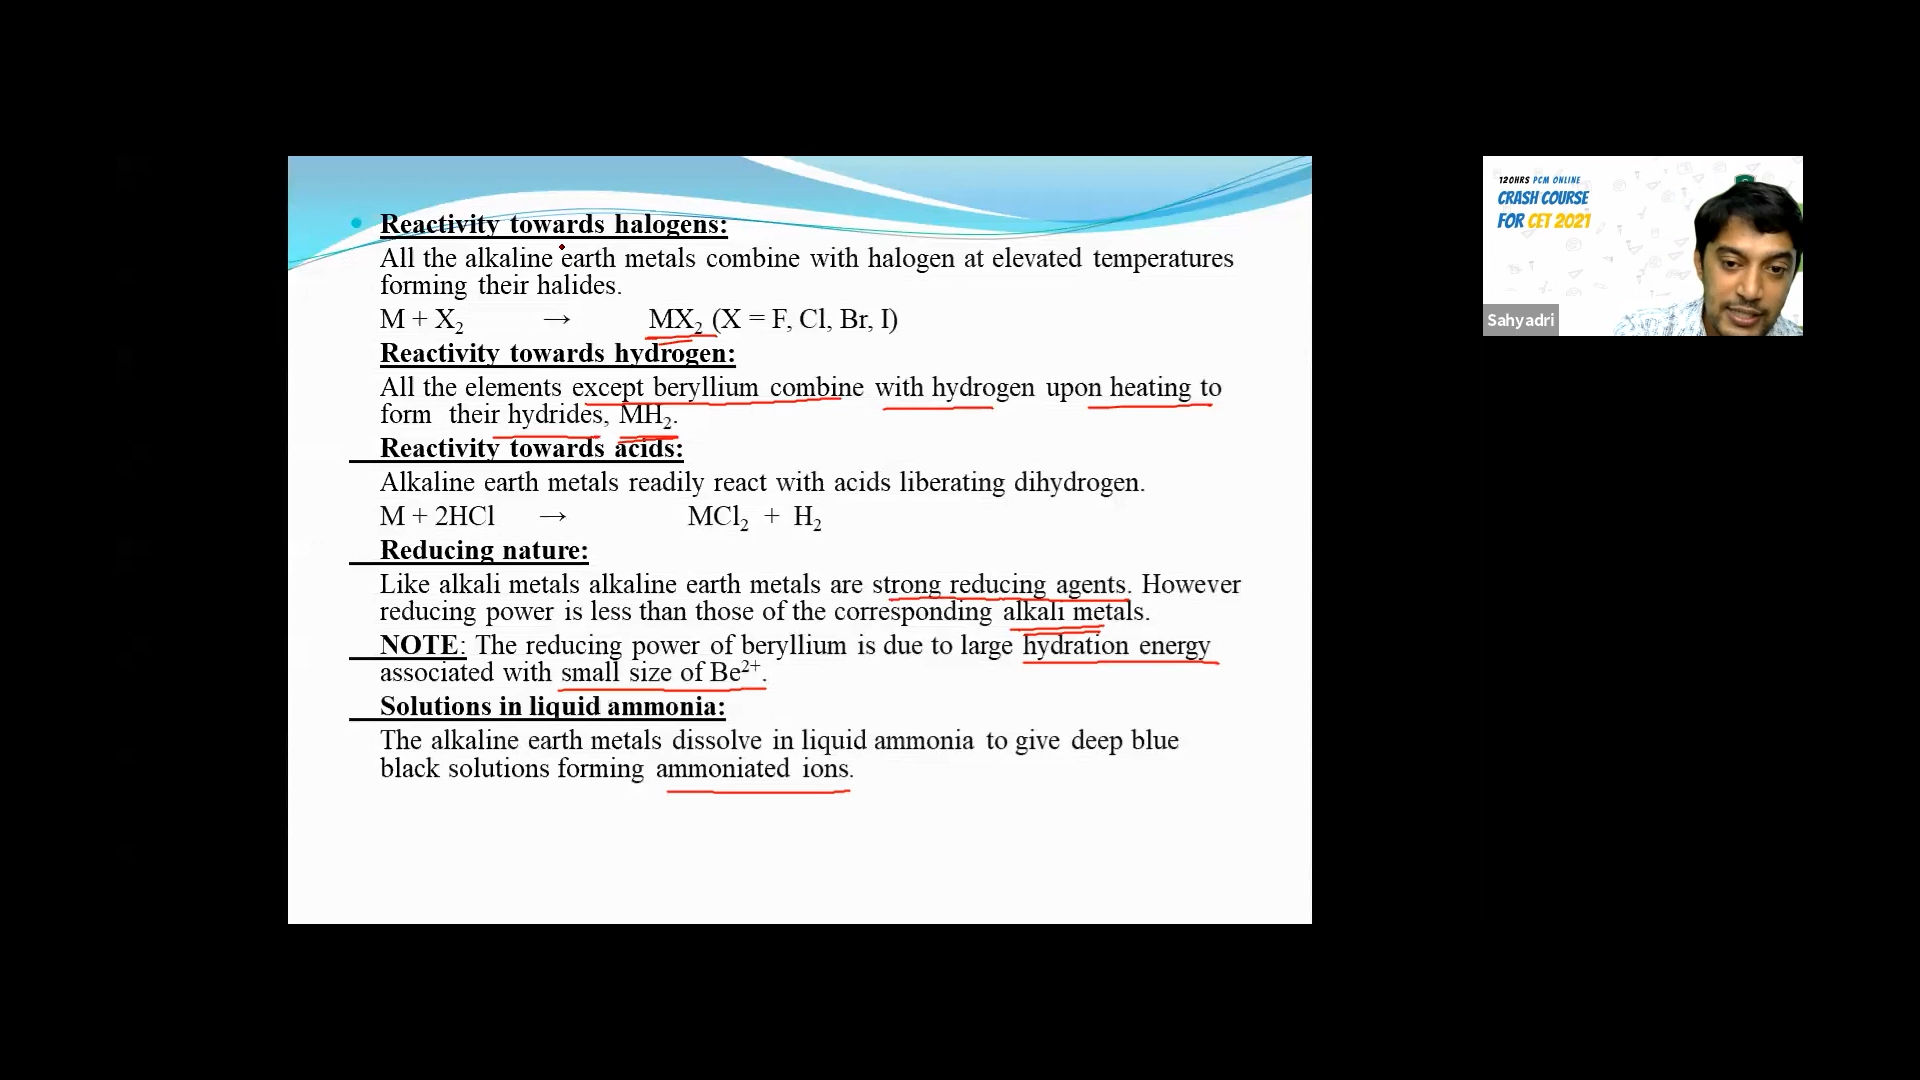 Reactivity towards halogens:
All the alkaline earth metals combine with halogen at elevated temperatures
forming their halides.
M + X₂ → MX₂ (X = F, Cl, Br, I)
Reactivity towards hydrogen:
All the elements except beryllium combine with hydrogen upon heating to
form their hydrides, MH₂.
Reactivity towards acids:
Alkaline earth metals readily react with acids liberating dihydrogen.
M + 2HCl → MCl₂ + H₂
Reducing nature:
Like alkali metals alkaline earth metals are strong reducing agents. However
reducing power is less than those of the corresponding alkali metals.
NOTE: The reducing power of beryllium is due to large hydration energy
associated with small size of Be²⁺.
Solutions in liquid ammonia:
The alkaline earth metals dissolve in liquid ammonia to give deep blue
black solutions forming ammoniated ions.
120HRS PCM ONLINE
CRASH COURSE
FOR CET 2021
Sahyadri